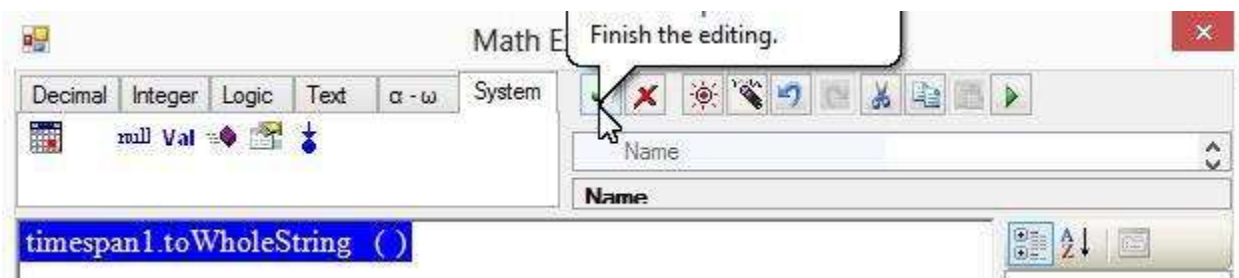 Math E
Finish the editing.
Decimal Integer Logic Text α - ω System
null Val
Name
Name
timespan1.toWholeString ( )
A
Z